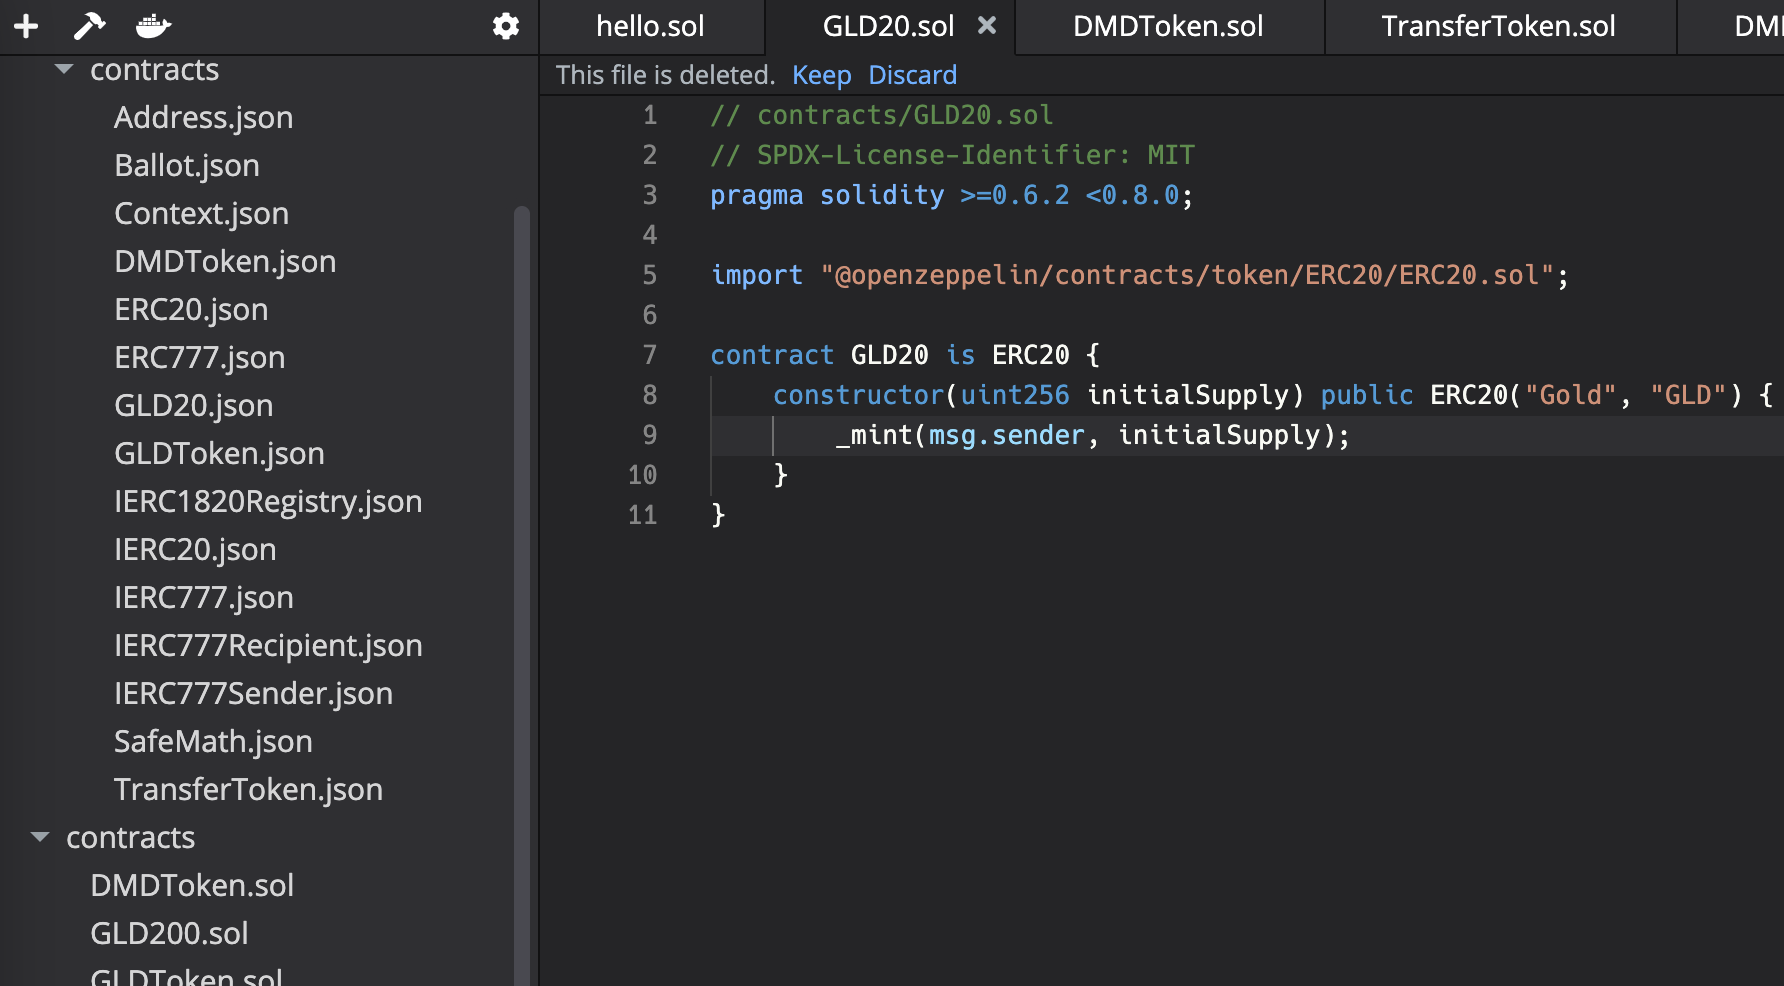 hello.sol
GLD20.sol
DMDToken.sol
TransferToken.sol
contracts
Address.json
Ballot.json
Context.json
DMDToken.json
ERC20.json
ERC777.json
GLD20.json
GLDToken.json
IERC1820Registry.json
IERC20.json
IERC777.json
IERC777Recipient.json
IERC777Sender.json
SafeMath.json
TransferToken.json
contracts
DMDToken.sol
GLD200.sol
GLDToken.sol
This file is deleted. Keep Discard
1 // contracts/GLD20.sol
2 // SPDX-License-Identifier: MIT
3 pragma solidity >=0.6.2 <0.8.0;
4
5 import "@openzeppelin/contracts/token/ERC20/ERC20.sol";
6
7 contract GLD20 is ERC20 {
8 constructor(uint256 initialSupply) public ERC20("Gold", "GLD") {
9 _mint(msg.sender, initialSupply);
10 }
11 }